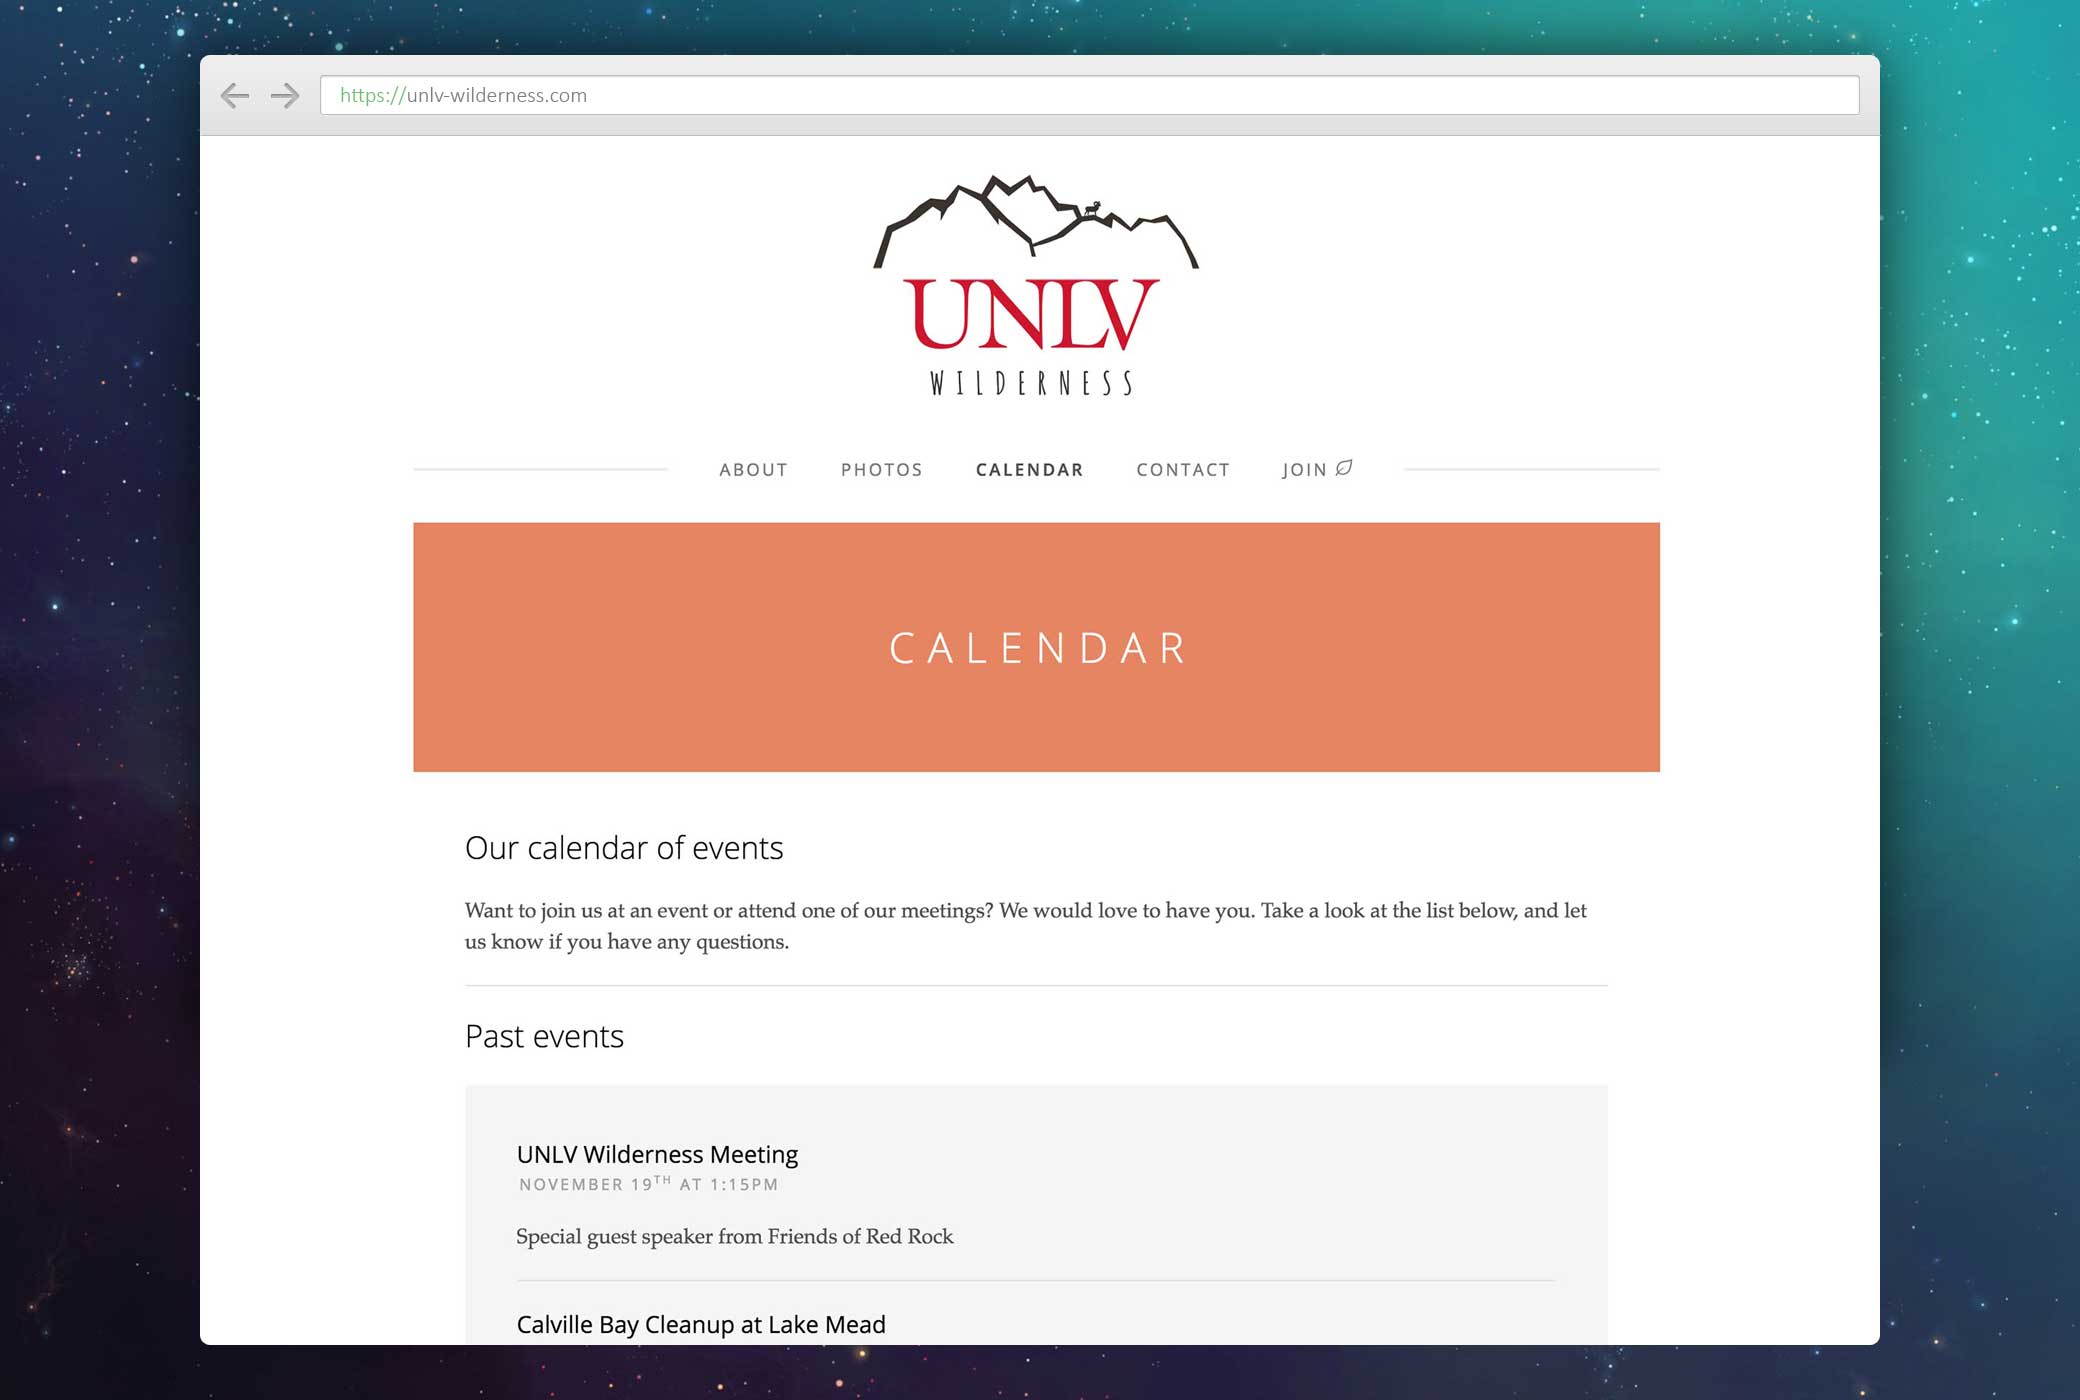 https://unlv-wilderness.com
UNLV
WILDERNESS
ABOUT PHOTOS CALENDAR CONTACT JOIN
CALENDAR
Our calendar of events
Want to join us at an event or attend one of our meetings? We would love to have you. Take a look at the list below, and let
us know if you have any questions.
Past events
UNLV Wilderness Meeting
NOVEMBER 19TH AT 1:15PM
Special guest speaker from Friends of Red Rock
Calville Bay Cleanup at Lake Mead